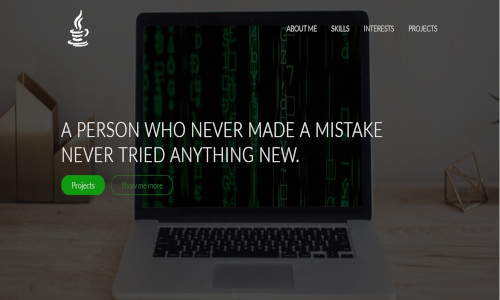 ABOUT ME SKILLS INTERESTS PROJECTS
A PERSON WHO NEVER MADE A MISTAKE
NEVER TRIED ANYTHING NEW.
Projects Show me more